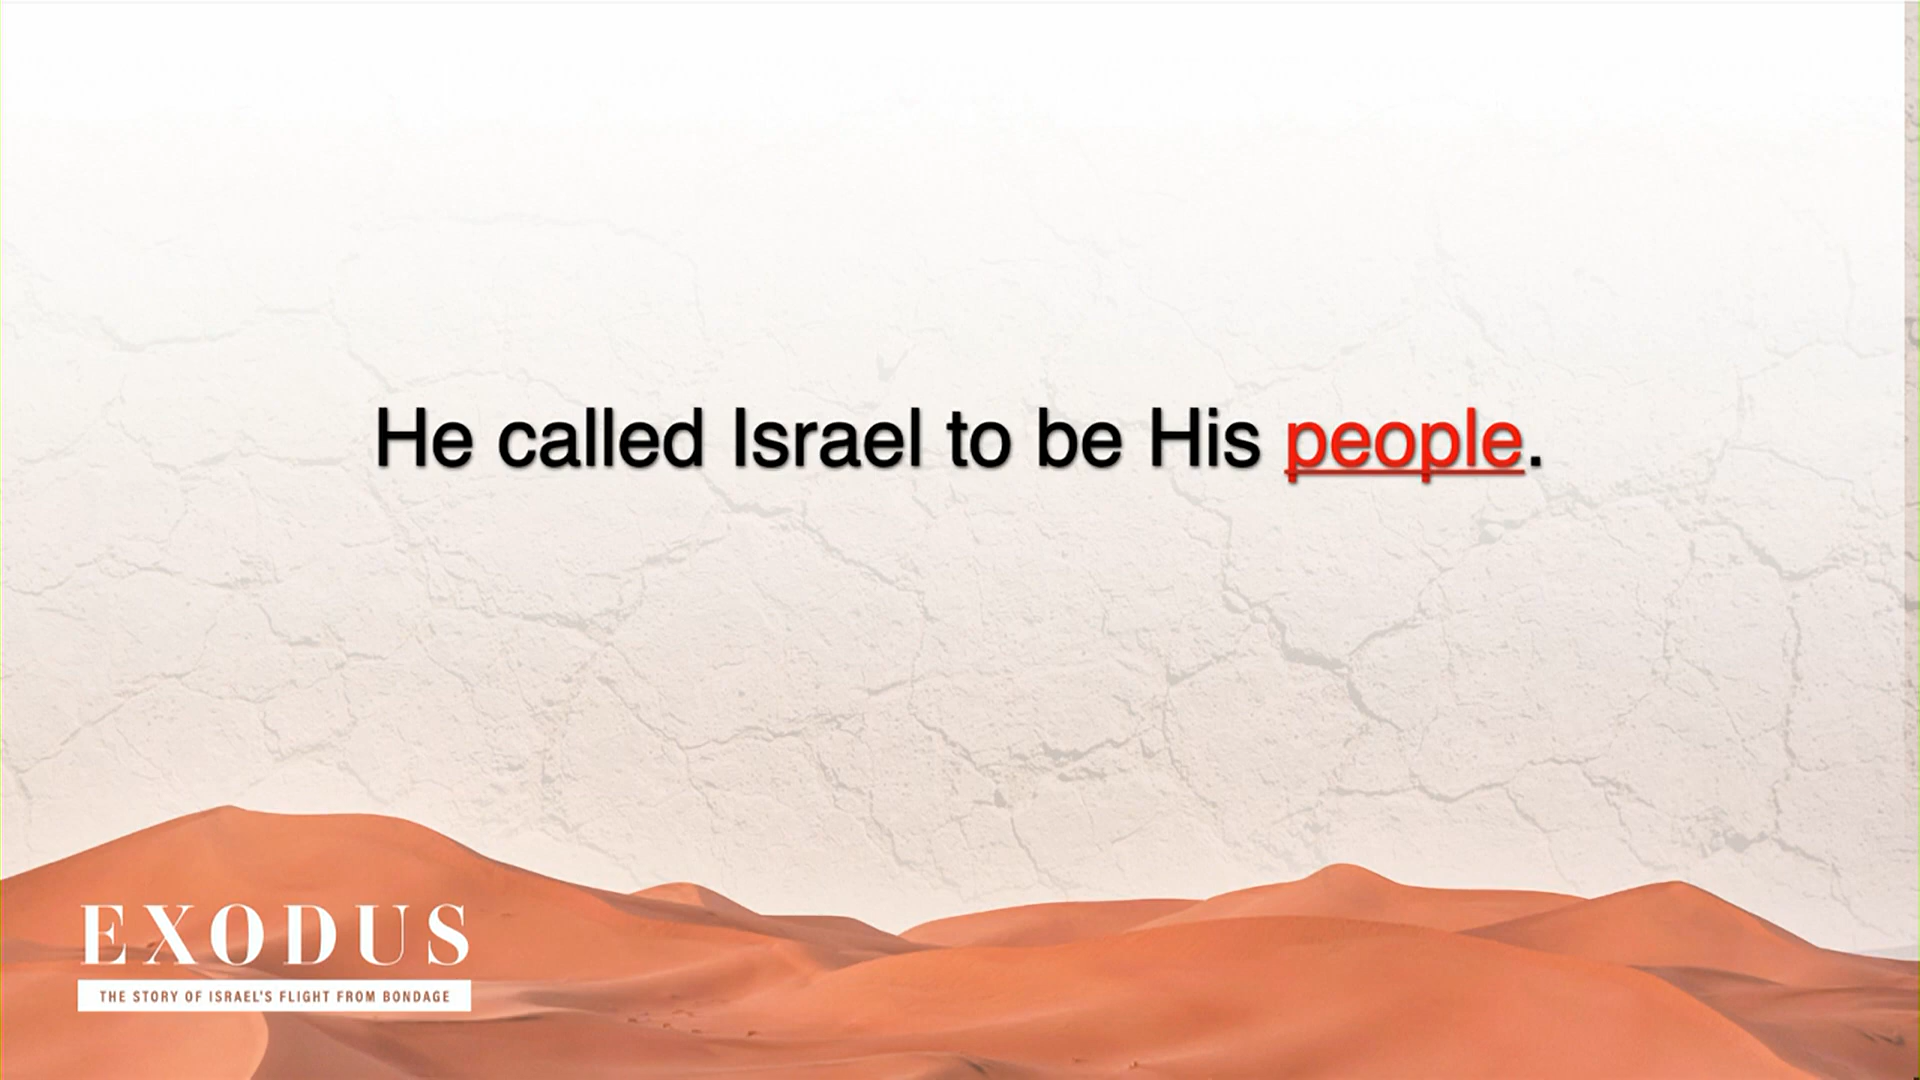 He called Israel to be His people.
EXODUS
THE STORY OF ISRAEL'S FLIGHT FROM BONDAGE